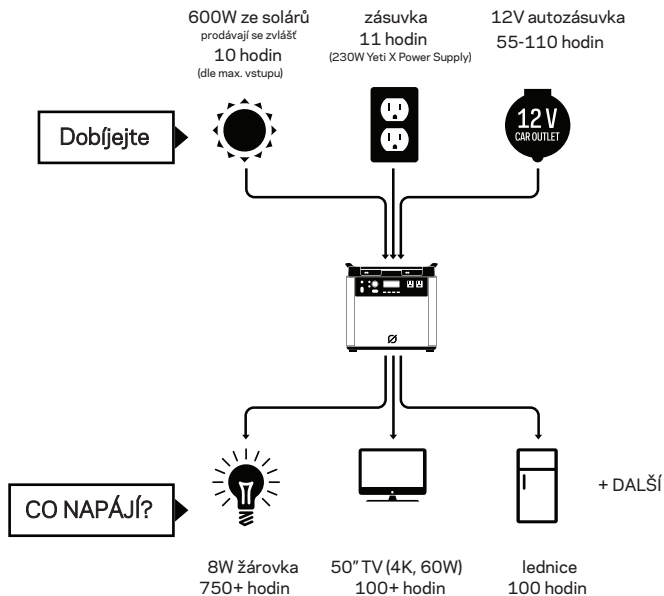 600W ze solárů
prodávají se zvlášť
10 hodin
(dle max. vstupu)
zásuvka
11 hodin
(230W Yeti X Power Supply)
12V autozásuvka
55-110 hodin
Dobíjejte
12 V
CAR OUTLET
CO NAPÁJÍ?
+ DALŠÍ
8W žárovka
750+ hodin
50” TV (4K, 60W)
100+ hodin
lednice
100 hodin